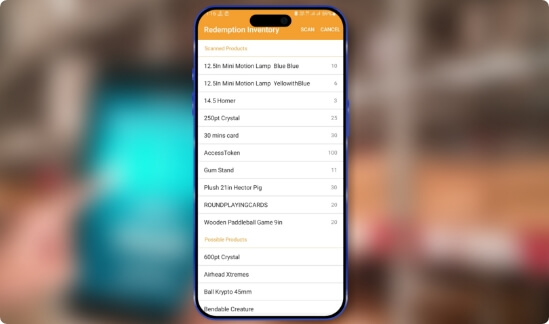 Redemption Inventory SCAN CANCEL
Scanned Products
12.5In Mini Motion Lamp Blue Blue 10
12.5In Mini Motion Lamp YellowithBlue 6
14.5 Homer 3
250pt Crystal 25
30 mins card 30
AccessToken 100
Gum Stand 11
Plush 21in Hector Pig 30
ROUNDPLAYINGCARDS 20
Wooden Paddleball Game 9in 20
Possible Products
600pt Crystal
Airhead Xtremes
Ball Krypto 45mm
Bendable Creature